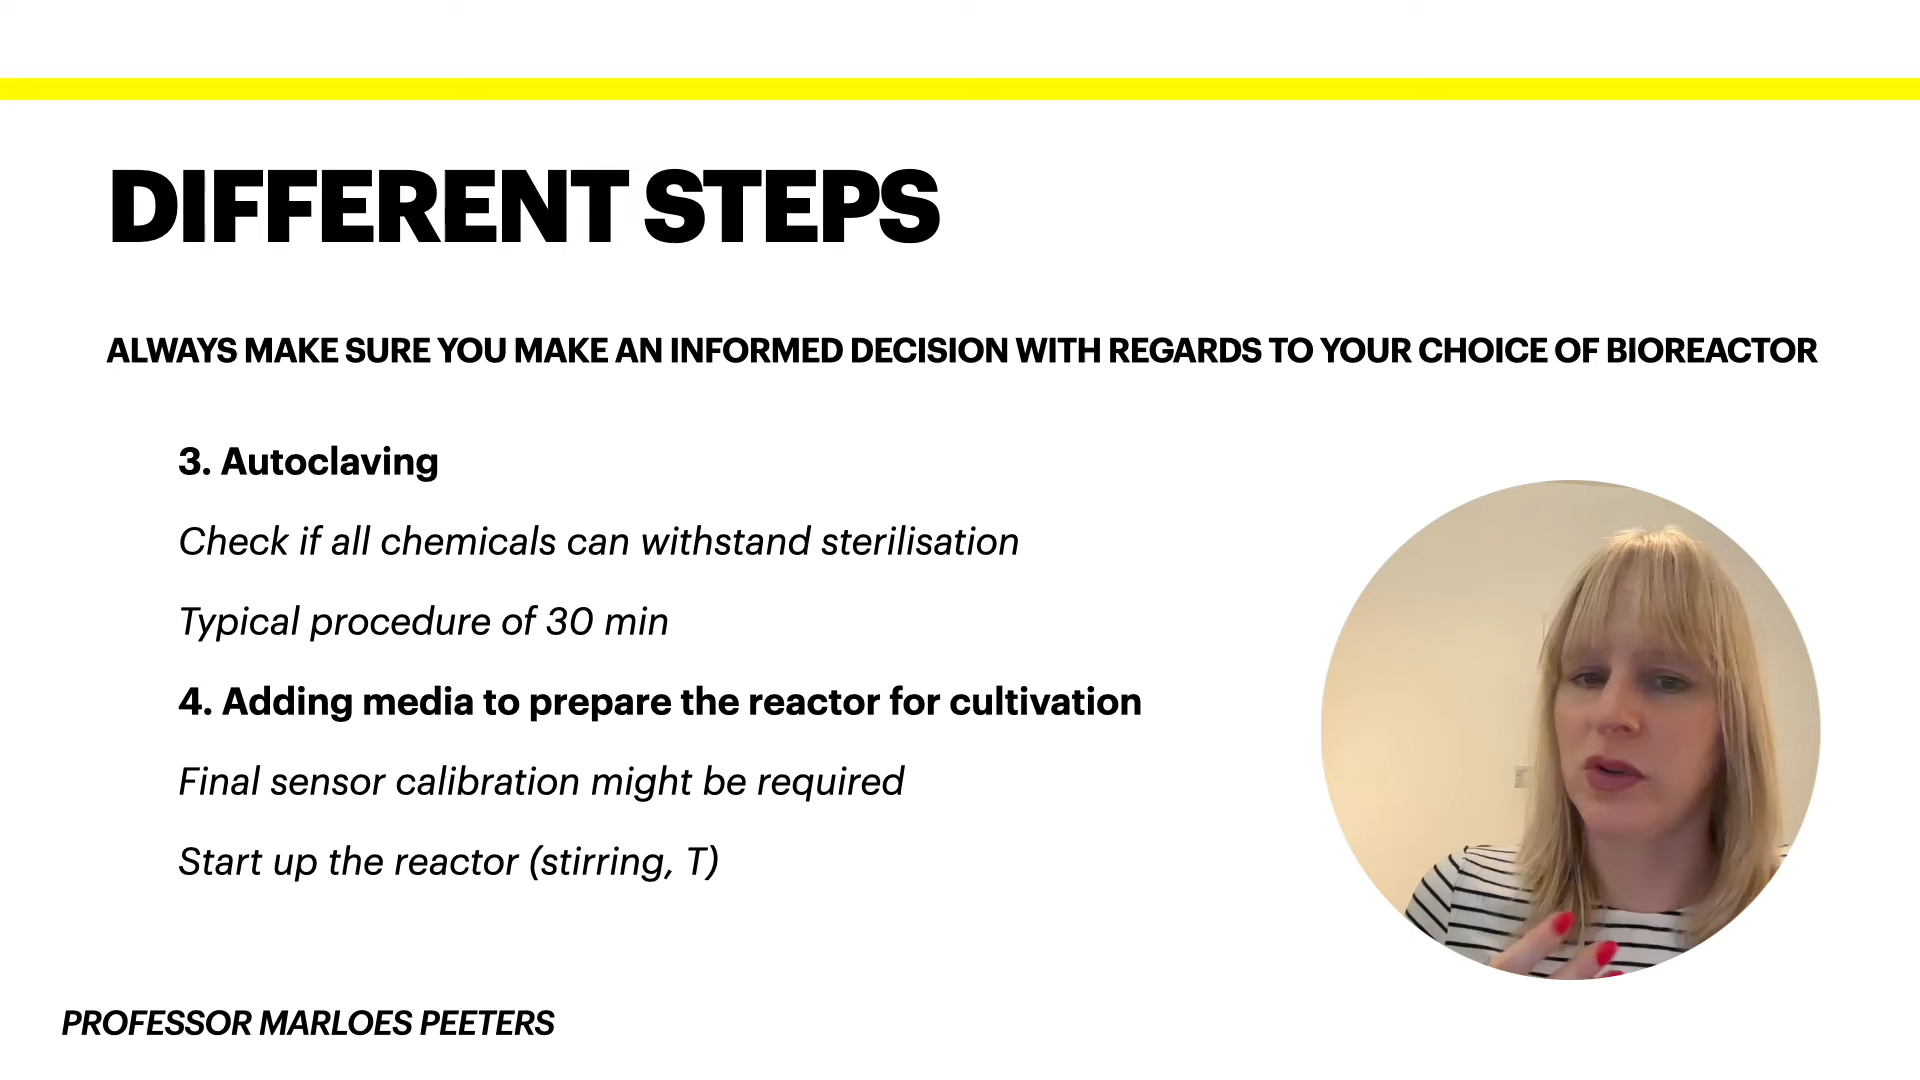 DIFFERENT STEPS
ALWAYS MAKE SURE YOU MAKE AN INFORMED DECISION WITH REGARDS TO YOUR CHOICE OF BIOREACTOR
3. Autoclaving
Check if all chemicals can withstand sterilisation
Typical procedure of 30 min
4. Adding media to prepare the reactor for cultivation
Final sensor calibration might be required
Start up the reactor (stirring, T)
PROFESSOR MARLOES PEETERS